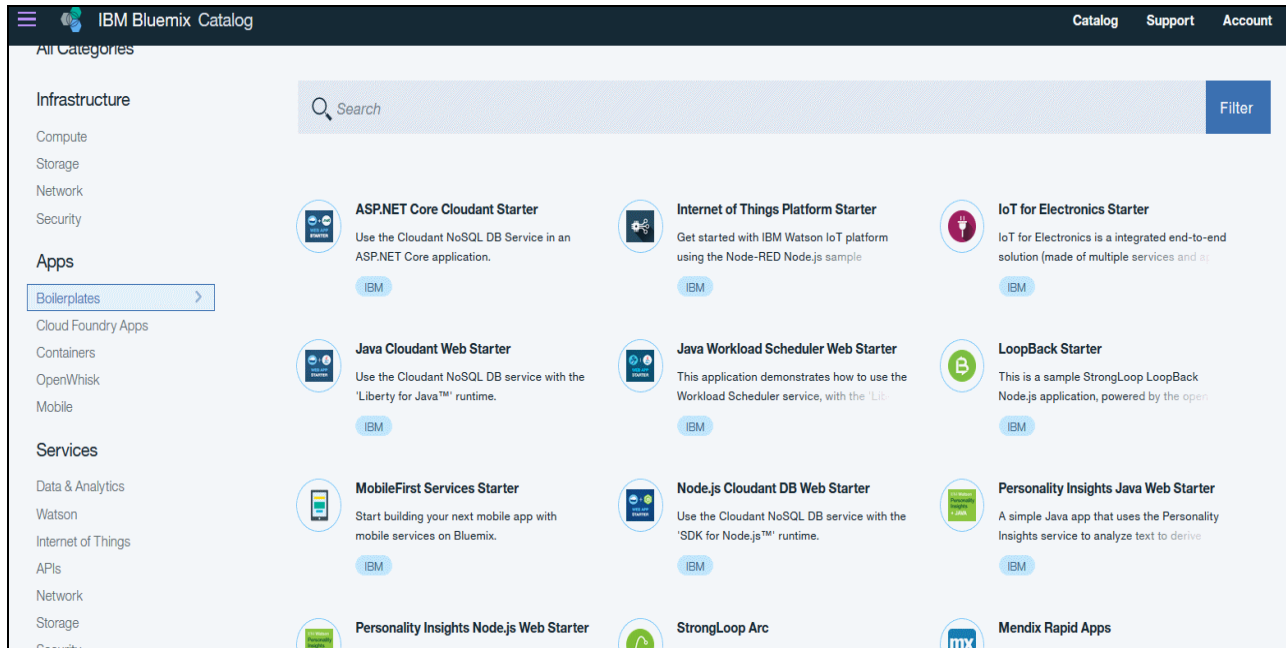 IBM Bluemix Catalog
Catalog Support Account
All Categories
Infrastructure
Compute
Storage
Network
Security
Apps
Boilerplates
Cloud Foundry Apps
Containers
OpenWhisk
Mobile
Services
Data & Analytics
Watson
Internet of Things
APIs
Network
Storage
Security
Search
Filter
ASP.NET Core Cloudant Starter
Use the Cloudant NoSQL DB Service in an
ASP.NET Core application.
IBM
Internet of Things Platform Starter
Get started with IBM Watson IoT platform
using the Node-RED Node.js sample
IBM
IoT for Electronics Starter
IoT for Electronics is a integrated end-to-end
solution (made of multiple services and
IBM
Java Cloudant Web Starter
Use the Cloudant NoSQL DB service with the
'Liberty for Java™' runtime.
IBM
Java Workload Scheduler Web Starter
This application demonstrates how to use the
Workload Scheduler service, with the 'Lib
IBM
LoopBack Starter
This is a sample StrongLoop LoopBack
Node.js application, powered by the open
IBM
MobileFirst Services Starter
Start building your next mobile app with
mobile services on Bluemix.
IBM
Node.js Cloudant DB Web Starter
Use the Cloudant NoSQL DB service with the
'SDK for Node.js™' runtime.
IBM
Personality Insights Java Web Starter
A simple Java app that uses the Personality
Insights service to analyze text to derive
IBM
Personality Insights Node.js Web Starter
StrongLoop Arc
mx
Mendix Rapid Apps